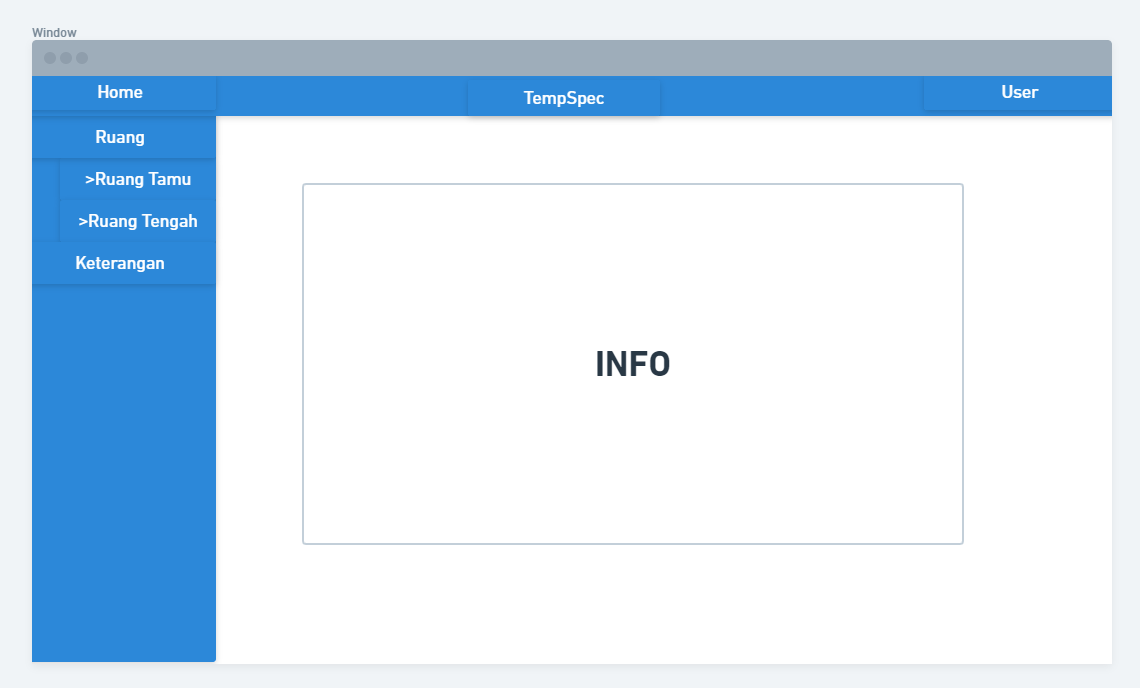 Window
Home
TempSpec
User
Ruang
>Ruang Tamu
>Ruang Tengah
Keterangan
INFO